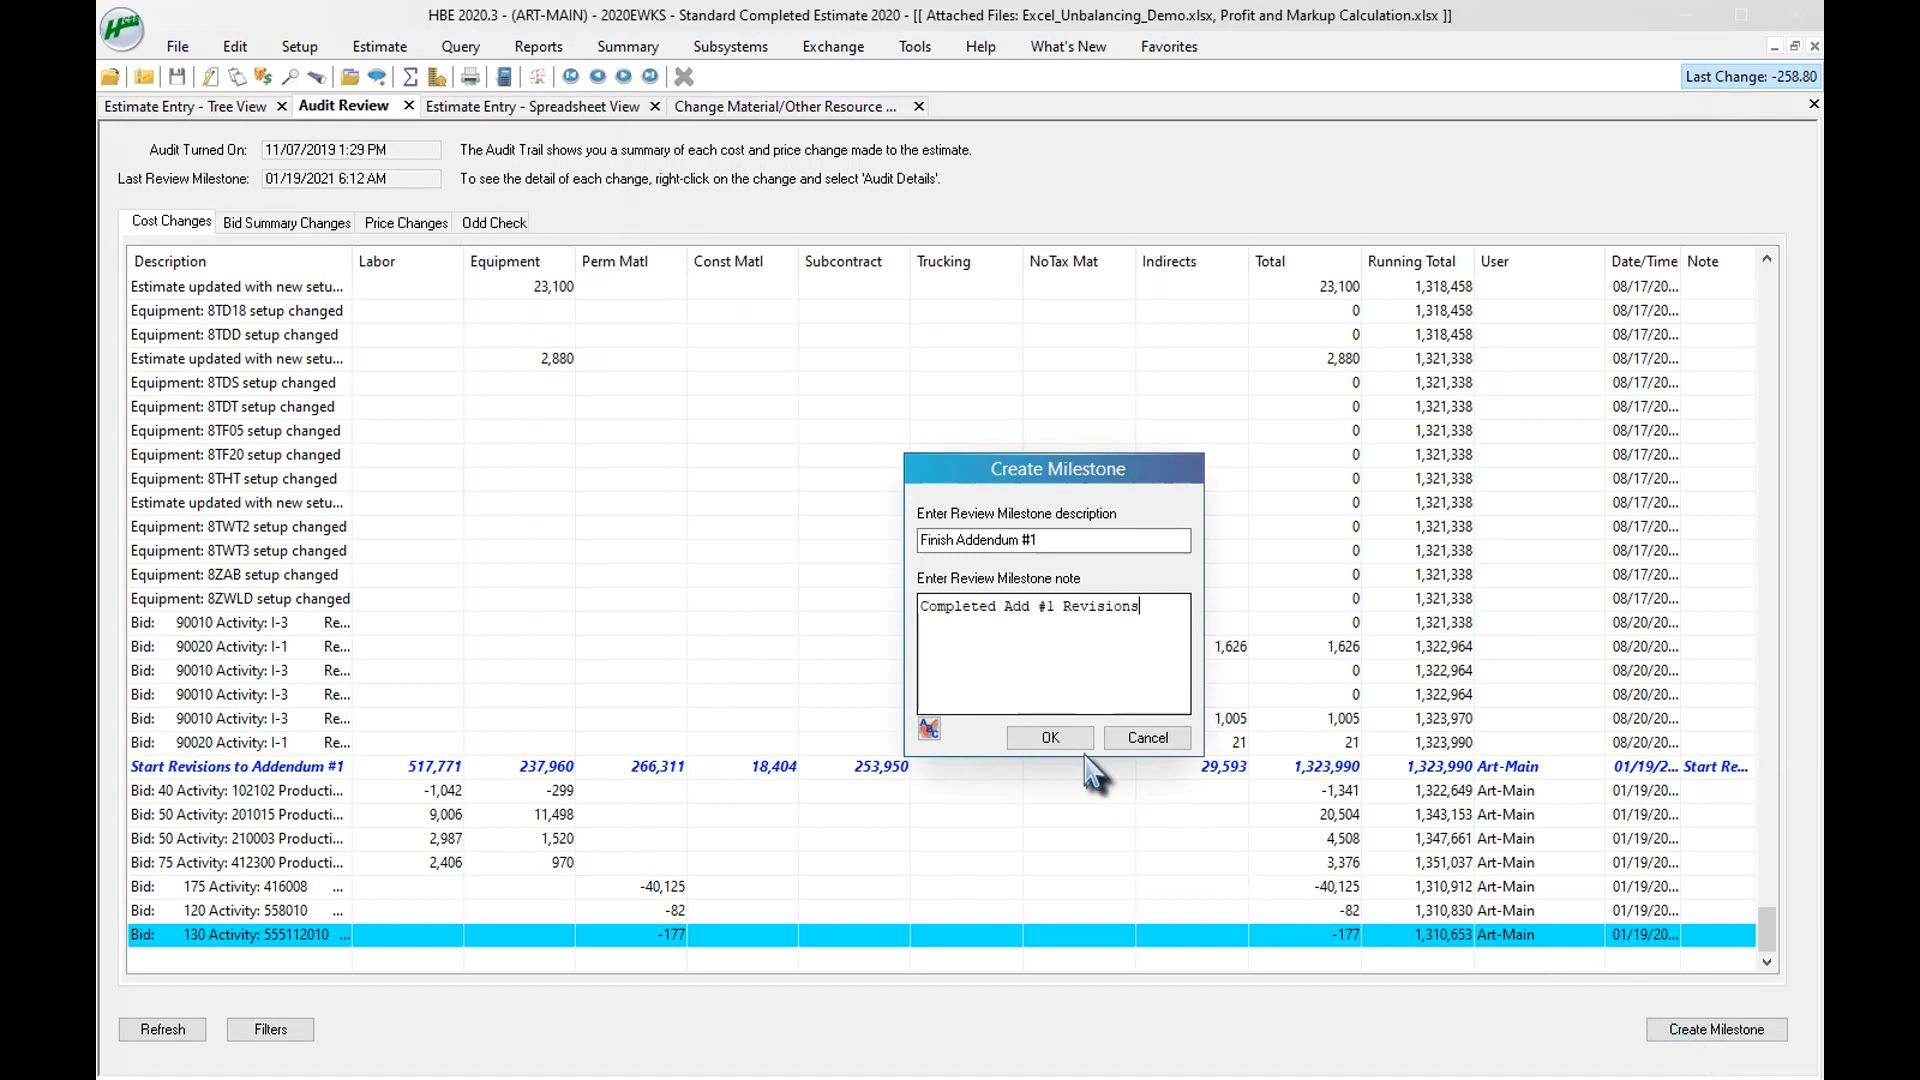 HBE 2020.3 - (ART-MAIN) - 2020EWKS - Standard Completed Estimate 2020 - [[ Attached Files: Excel_Unbalancing_Demo.xlsx, Profit and Markup Calculation.xlsx ]]
File Edit Setup Estimate Query Reports Summary Subsystems Exchange Tools Help What's New Favorites
Last Change: -258.80
Estimate Entry - Tree View Audit Review Estimate Entry - Spreadsheet View Change Material/Other Resource ...
Audit Turned On: 11/07/2019 1:29 PM The Audit Trail shows you a summary of each cost and price change made to the estimate.
Last Review Milestone: 01/19/2021 6:12 AM To see the detail of each change, right-click on the change and select 'Audit Details'.
Cost Changes Bid Summary Changes Price Changes Odd Check
Description Labor Equipment Perm Matl Const Matl Subcontract Trucking NoTax Mat Indirects Total Running Total User Date/Time Note
Estimate updated with new setu... 23,100 23,100 1,318,458 08/17/20...
Equipment: 8TD18 setup changed 0 1,318,458 08/17/20...
Equipment: 8TDD setup changed 0 1,318,458 08/17/20...
Estimate updated with new setu... 2,880 2,880 1,321,338 08/17/20...
Equipment: 8TDS setup changed 0 1,321,338 08/17/20...
Equipment: 8TDT setup changed 0 1,321,338 08/17/20...
Equipment: 8TF05 setup changed 0 1,321,338 08/17/20...
Equipment: 8TF20 setup changed 0 1,321,338 08/17/20...
Equipment: 8THT setup changed 0 1,321,338 08/17/20...
Estimate updated with new setu... 0 1,321,338 08/17/20...
Equipment: 8TWT2 setup changed 0 1,321,338 08/17/20...
Equipment: 8TWT3 setup changed 0 1,321,338 08/17/20...
Equipment: 8ZAB setup changed 0 1,321,338 08/17/20...
Equipment: 8ZWLD setup changed 0 1,321,338 08/17/20...
Bid: 90010 Activity: I-3 Re... 0 1,321,338 08/20/20...
Bid: 90020 Activity: I-1 Re... 1,626 1,626 1,322,964 08/20/20...
Bid: 90010 Activity: I-3 Re... 0 1,322,964 08/20/20...
Bid: 90010 Activity: I-3 Re... 0 1,322,964 08/20/20...
Bid: 90010 Activity: I-3 Re... 1,005 1,005 1,323,970 08/20/20...
Bid: 90020 Activity: I-1 Re... 21 21 1,323,990 08/20/20...
Start Revisions to Addendum #1 517,771 237,960 266,311 18,404 253,950 29,593 1,323,990 1,323,990 Art-Main 01/19/2... Start Re...
Bid: 40 Activity: 102102 Producti... -1,042 -299 -1,341 1,322,649 Art-Main 01/19/20...
Bid: 50 Activity: 201015 Producti... 9,006 11,498 20,504 1,343,153 Art-Main 01/19/20...
Bid: 50 Activity: 210003 Producti... 2,987 1,520 4,508 1,347,661 Art-Main 01/19/20...
Bid: 75 Activity: 412300 Producti... 2,406 970 3,376 1,351,037 Art-Main 01/19/20...
Bid: 175 Activity: 416008 ... -40,125 -40,125 1,310,912 Art-Main 01/19/20...
Bid: 120 Activity: 558010 ... -82 -82 1,310,830 Art-Main 01/19/20...
Bid: 130 Activity: 555112010 ... -177 -177 1,310,653 Art-Main 01/19/20...
Create Milestone
Enter Review Milestone description
Finish Addendum #1
Enter Review Milestone note
Completed Add #1 Revisions
OK Cancel
Refresh Filters Create Milestone